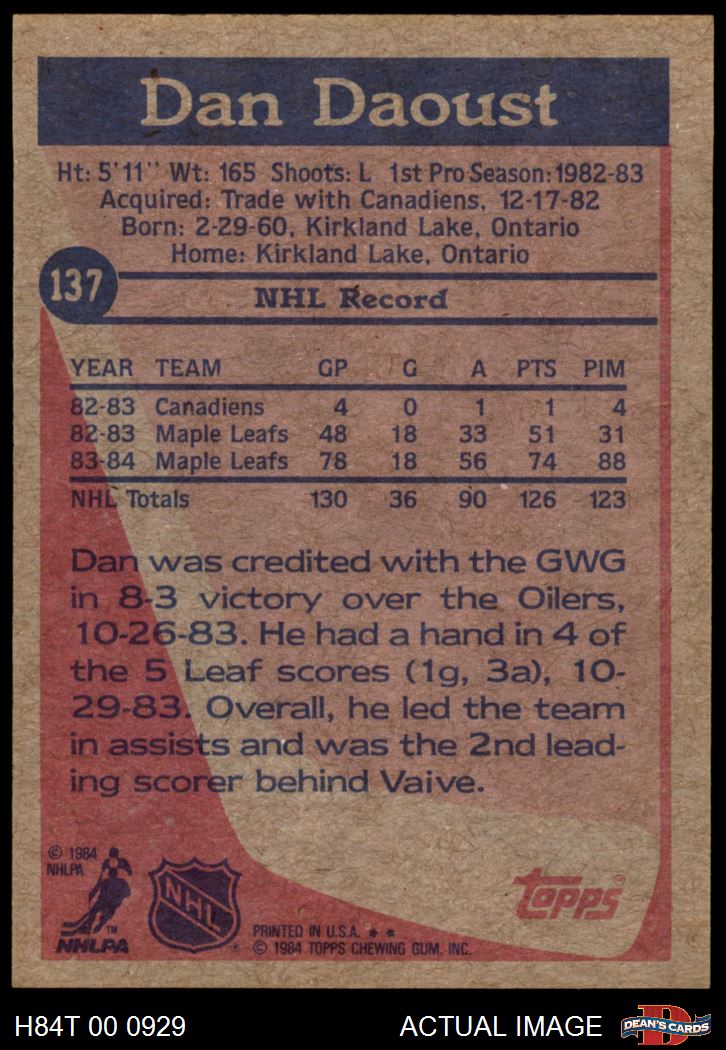 Dan Daoust
Ht: 5'11'' Wt: 165 Shoots: L 1st Pro Season: 1982-83
Acquired: Trade with Canadiens, 12-17-82
Born: 2-29-60, Kirkland Lake, Ontario
Home: Kirkland Lake, Ontario
137
NHL Record
YEAR TEAM GP G A PTS PIM
82-83 Canadiens 4 0 1 1 4
82-83 Maple Leafs 48 18 33 51 31
83-84 Maple Leafs 78 18 56 74 88
NHL Totals 130 36 90 126 123
Dan was credited with the GWG
in 8-3 victory over the Oilers,
10-26-83. He had a hand in 4 of
the 5 Leaf scores (1g, 3a), 10-
29-83. Overall, he led the team
in assists and was the 2nd lead-
ing scorer behind Vaive.
© 1984
NHLPA
NHLPA™
NHL
topps®
PRINTED IN U.S.A. * *
© 1984 TOPPS CHEWING GUM, INC.
H84T 00 0929
ACTUAL IMAGE
D
DEAN'S CARDS